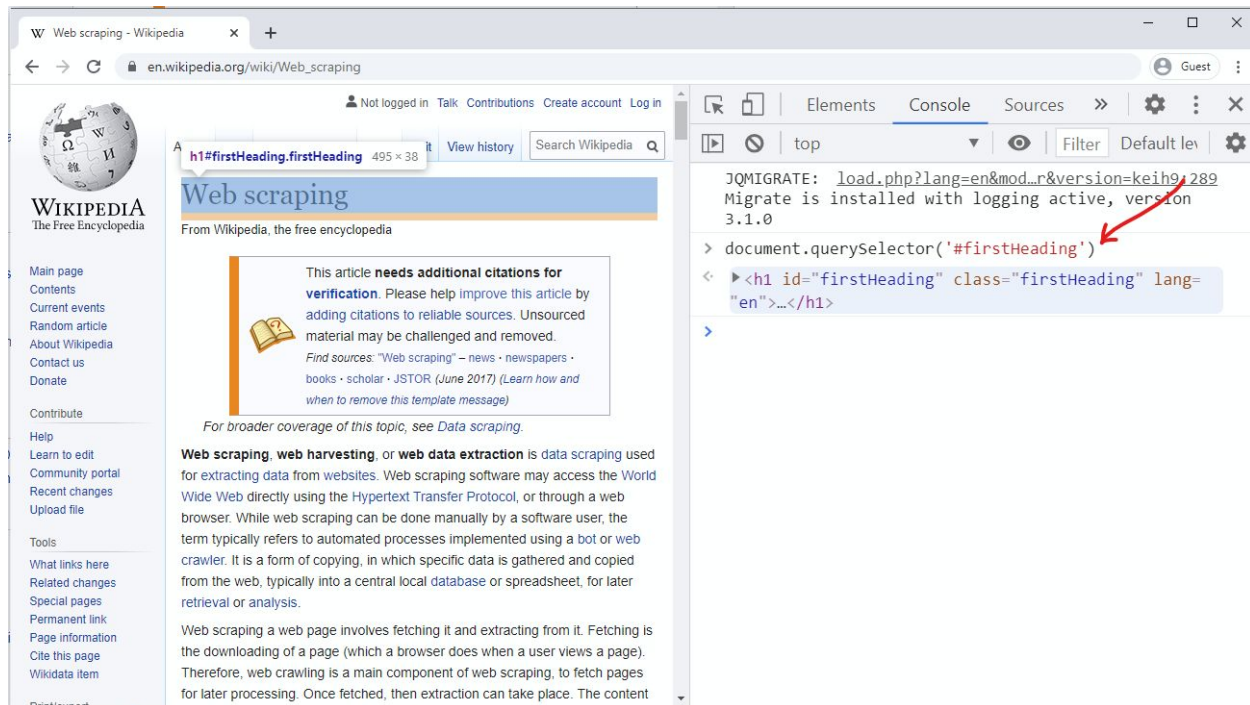 Web scraping - Wikipedia
en.wikipedia.org/wiki/Web_scraping
Guest
WIKIPEDIA
The Free Encyclopedia
Main page
Contents
Current events
Random article
About Wikipedia
Contact us
Donate
Contribute
Help
Learn to edit
Community portal
Recent changes
Upload file
Tools
What links here
Related changes
Special pages
Permanent link
Page information
Cite this page
Wikidata item
Not logged in Talk Contributions Create account Log in
View history
Search Wikipedia
h1#firstHeading.firstHeading 495 × 38
Web scraping
From Wikipedia, the free encyclopedia
This article needs additional citations for
verification. Please help improve this article by
adding citations to reliable sources. Unsourced
material may be challenged and removed.
Find sources: "Web scraping" – news · newspapers ·
books · scholar · JSTOR (June 2017) (Learn how and
when to remove this template message)
For broader coverage of this topic, see Data scraping.
Web scraping, web harvesting, or web data extraction is data scraping used
for extracting data from websites. Web scraping software may access the World
Wide Web directly using the Hypertext Transfer Protocol, or through a web
browser. While web scraping can be done manually by a software user, the
term typically refers to automated processes implemented using a bot or web
crawler. It is a form of copying, in which specific data is gathered and copied
from the web, typically into a central local database or spreadsheet, for later
retrieval or analysis.
Web scraping a web page involves fetching it and extracting from it. Fetching is
the downloading of a page (which a browser does when a user views a page).
Therefore, web crawling is a main component of web scraping, to fetch pages
for later processing. Once fetched, then extraction can take place. The content
Elements Console Sources »
top Filter Default lev
JQMIGRATE: load.php?lang=en&mod…r&version=keih9:289
Migrate is installed with logging active, version
3.1.0
> document.querySelector('#firstHeading')
<h1 id="firstHeading" class="firstHeading" lang=
"en">…</h1>
>